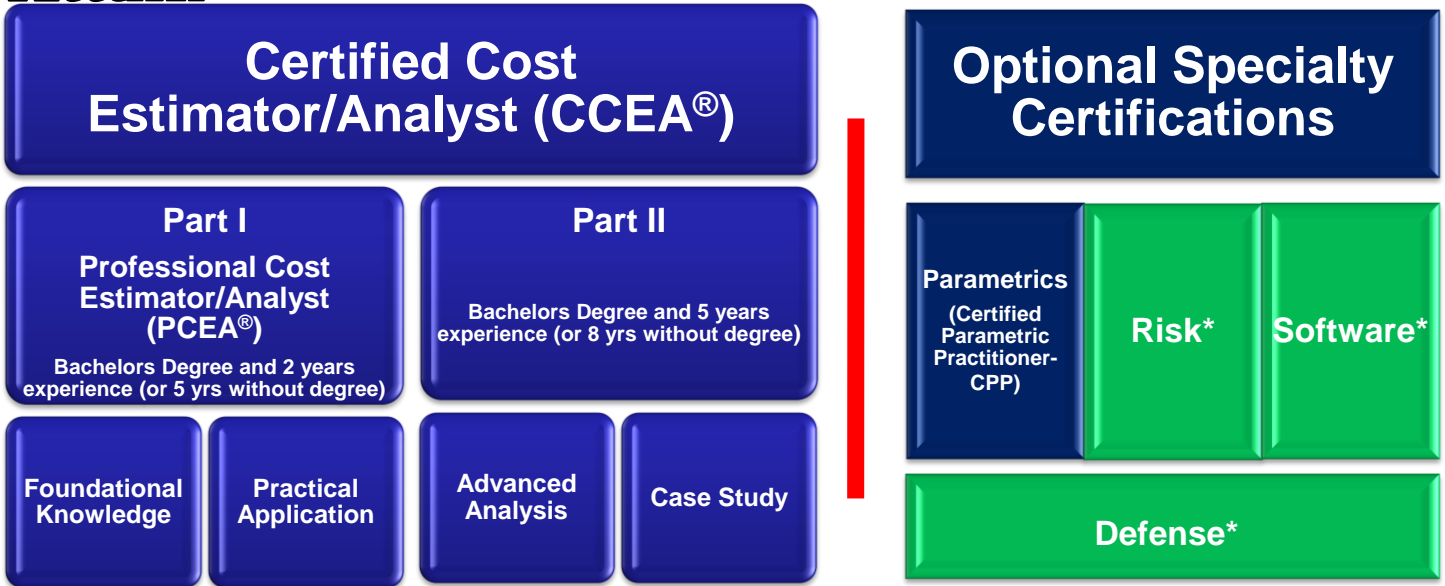 Certified Cost
Estimator/Analyst (CCEA®)
Part I
Professional Cost
Estimator/Analyst
(PCEA®)
Bachelors Degree and 2 years
experience (or 5 yrs without degree)
Part II
Bachelors Degree and 5 years
experience (or 8 yrs without degree)
Foundational
Knowledge
Practical
Application
Advanced
Analysis
Case Study
Optional Specialty
Certifications
Parametrics
(Certified
Parametric
Practitioner-
CPP)
Risk*
Software*
Defense*